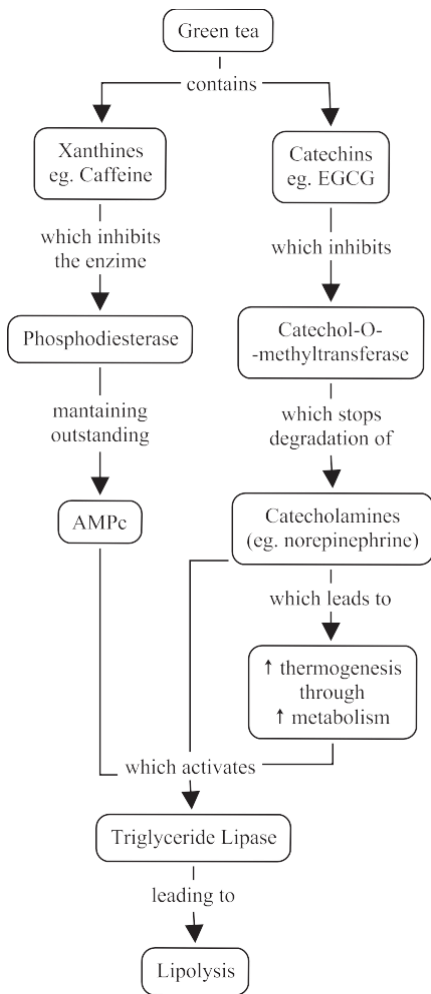 Green tea
contains
Xanthines
eg. Caffeine
Catechins
eg. EGCG
which inhibits
the enzime
which inhibits
Phosphodiesterase
Catechol-O-
-methyltransferase
mantaining
outstanding
which stops
degradation of
AMPc
Catecholamines
(eg. norepinephrine)
which leads to
↑ thermogenesis
through
↑ metabolism
which activates
Triglyceride Lipase
leading to
Lipolysis